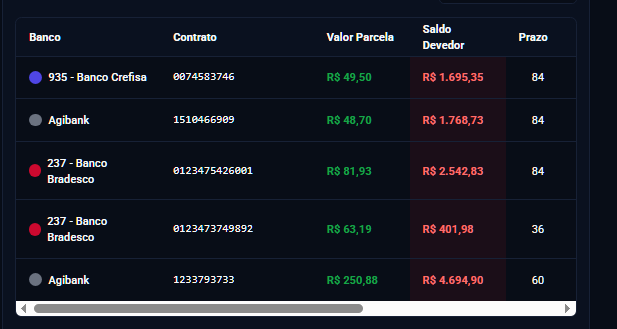 Banco Contrato Valor Parcela Saldo Devedor Prazo
935 - Banco Crefisa 0074583746 R$ 49,50 R$ 1.695,35 84
Agibank 1510466909 R$ 48,70 R$ 1.768,73 84
237 - Banco Bradesco 0123475426001 R$ 81,93 R$ 2.542,83 84
237 - Banco Bradesco 0123473749892 R$ 63,19 R$ 401,98 36
Agibank 1233793733 R$ 250,88 R$ 4.694,90 60